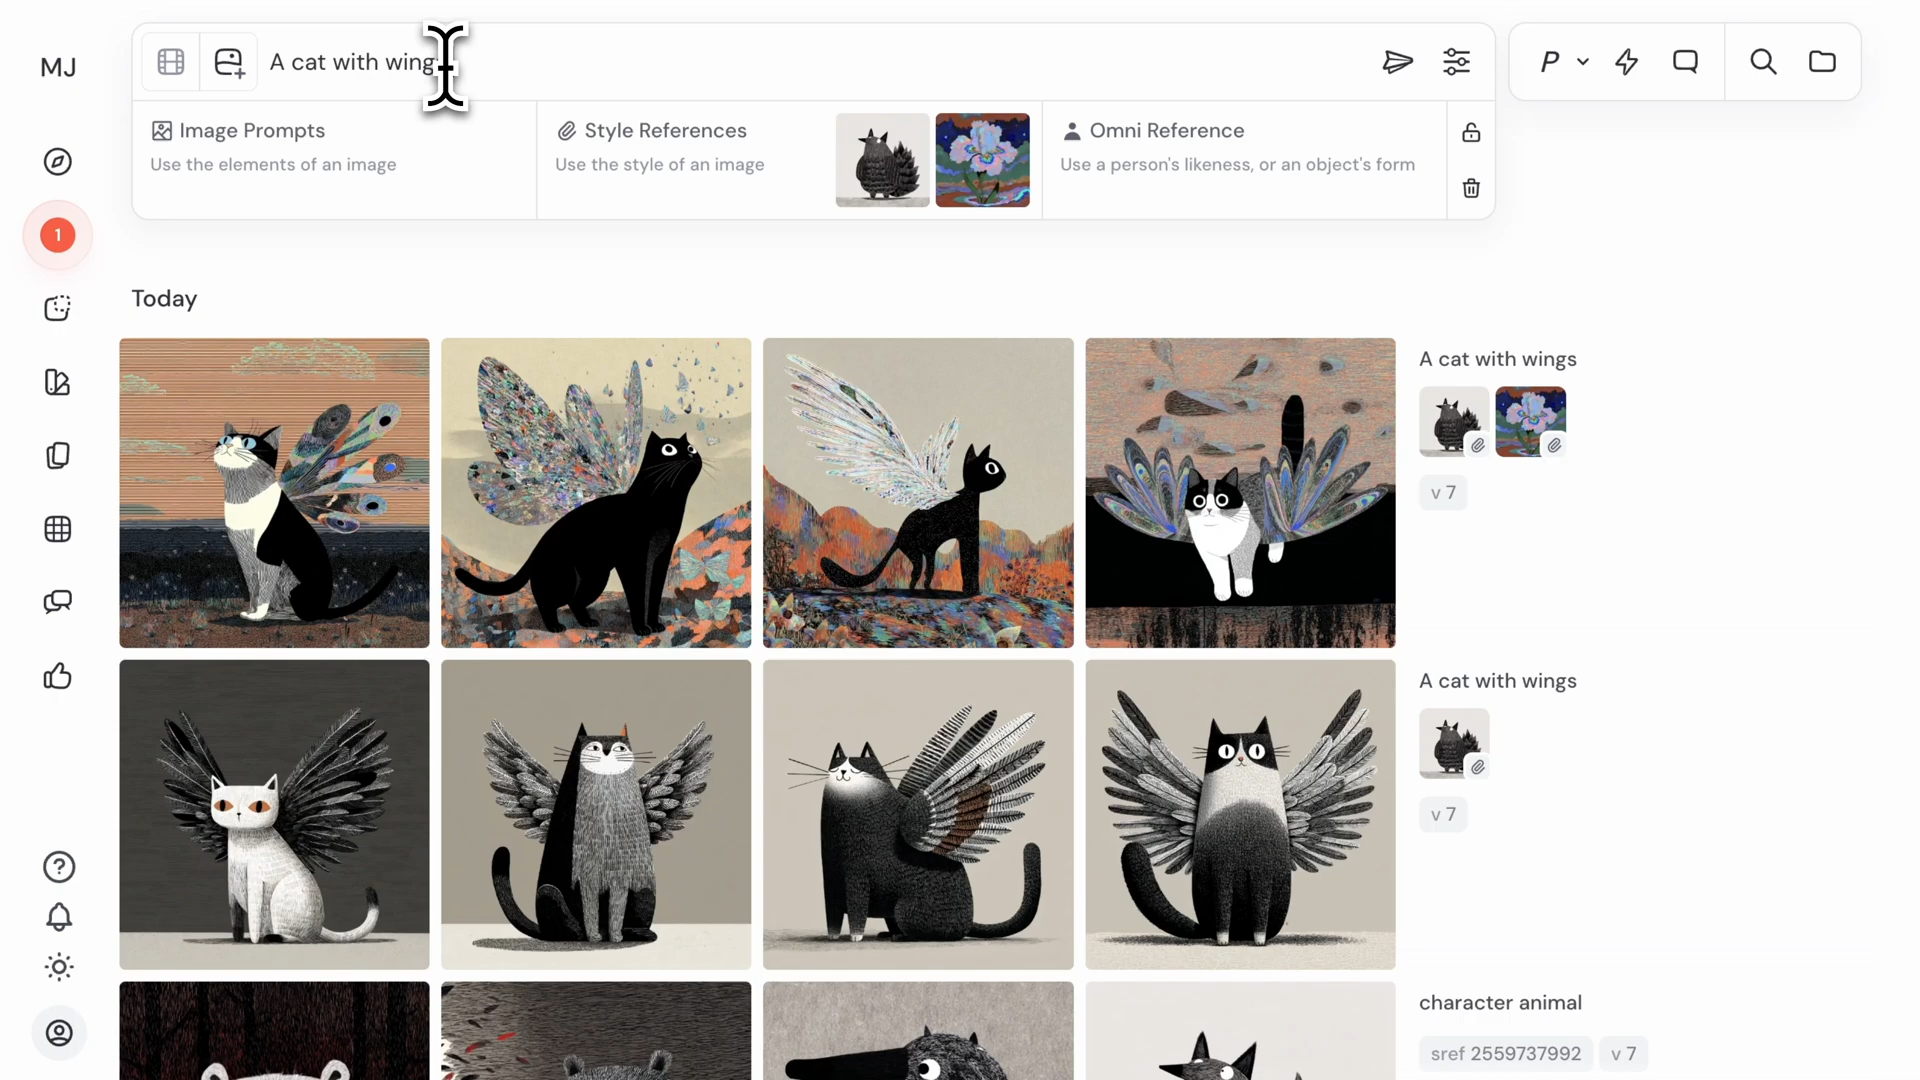 MJ
A cat with wing
P
Image Prompts
Use the elements of an image
Style References
Use the style of an image
Omni Reference
Use a person's likeness, or an object's form
1
Today
A cat with wings
v 7
A cat with wings
v 7
character animal
sref 2559737992
v 7